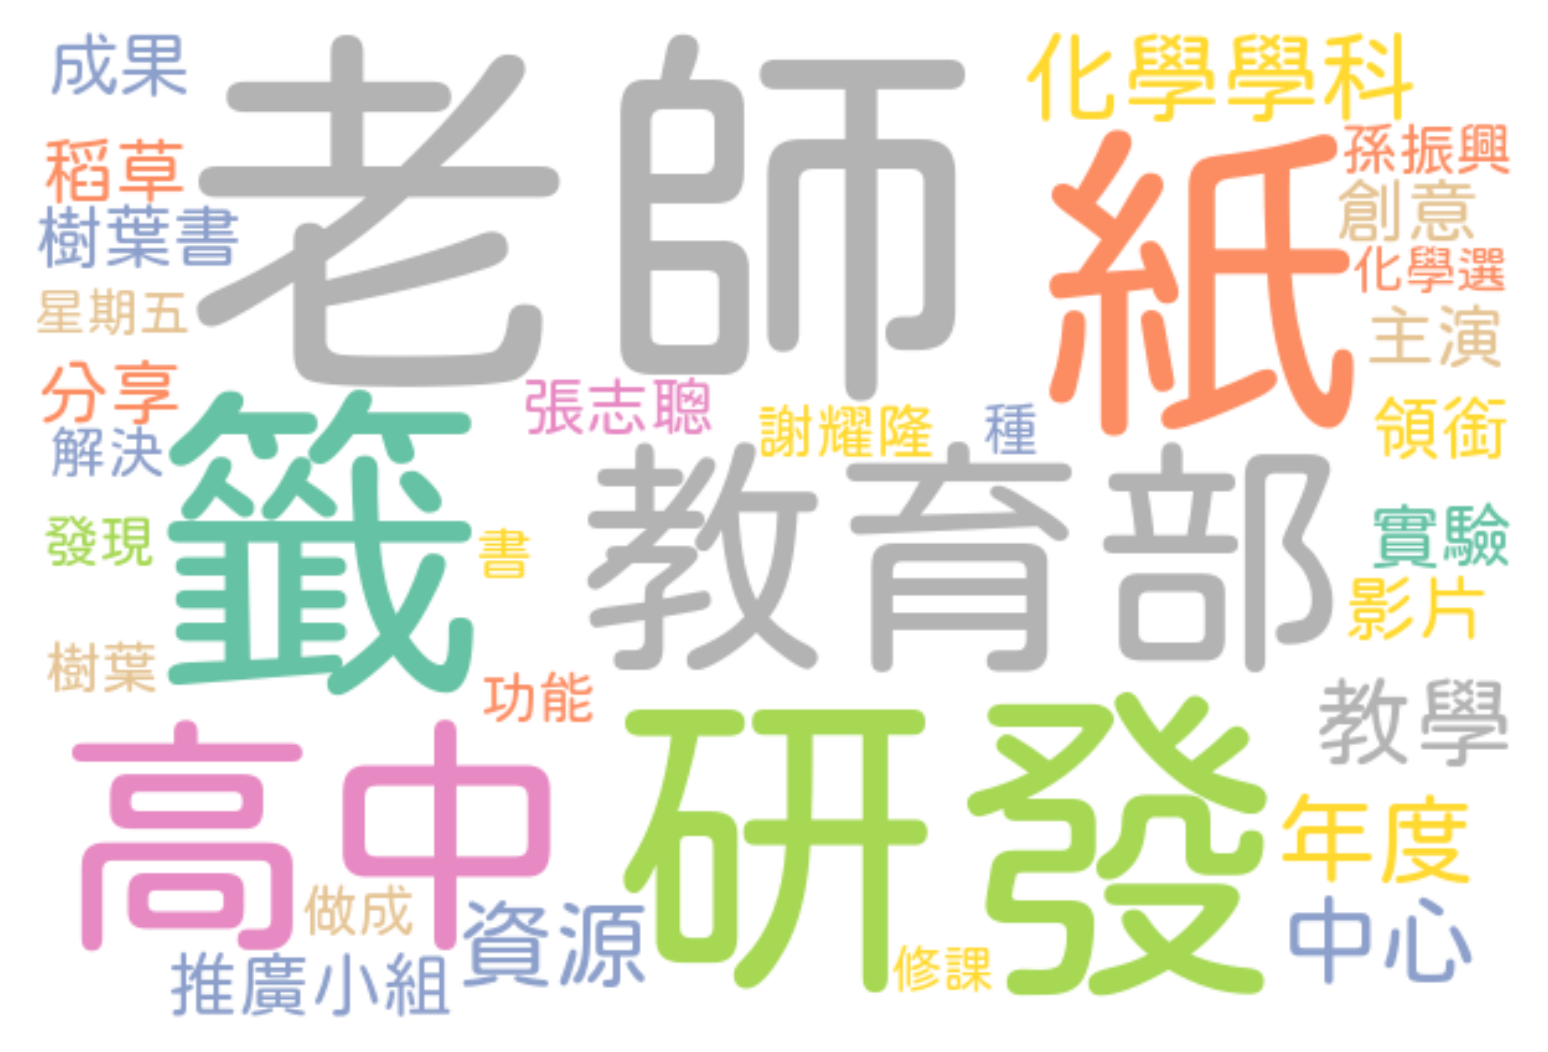 成果
老師
化學學科
稻草
紙
孫振興
樹葉書
創意
化學選
星期五
主演
分享
張志聰
謝耀隆
種
領銜
解決
籤
教育部
發現
書
實驗
影片
樹葉
功能
教學
高中
研發
年度
做成
資源
中心
推廣小組
修課